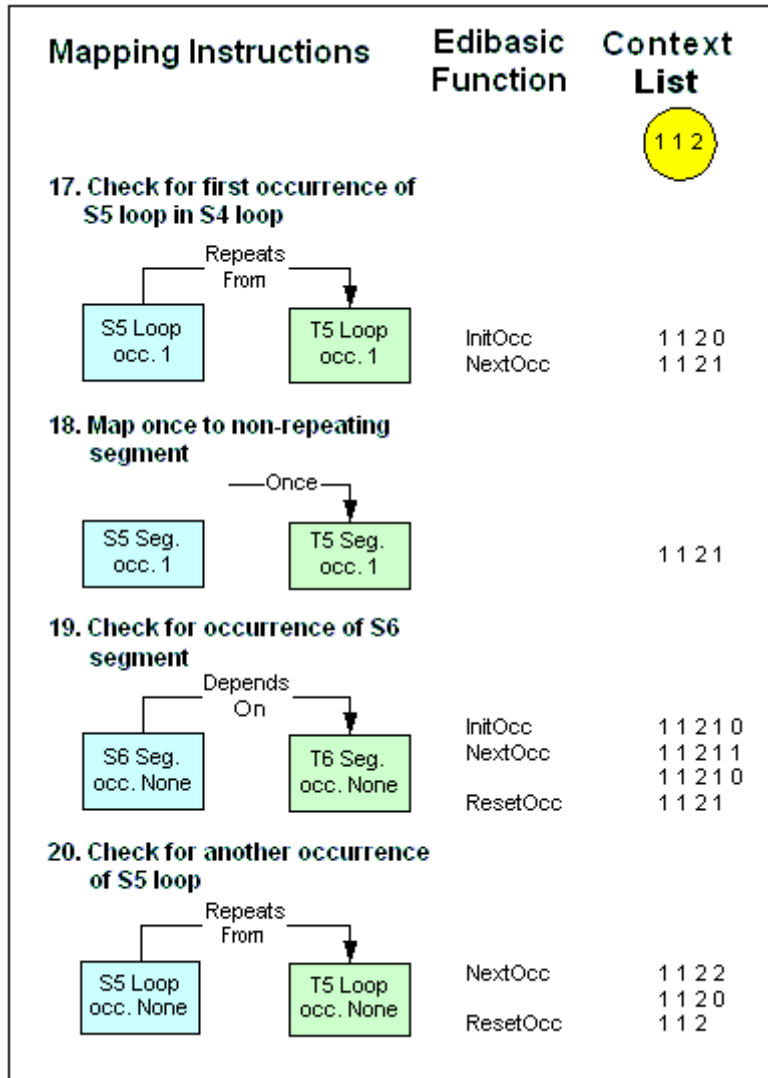 Mapping Instructions
Edibasic
Function
Context
List
1 1 2
17. Check for first occurrence of
S5 loop in S4 loop
Repeats
From
S5 Loop
occ. 1
T5 Loop
occ. 1
InitOcc 1 1 2 0
NextOcc 1 1 2 1
18. Map once to non-repeating
segment
Once
S5 Seg.
occ. 1
T5 Seg.
occ. 1
1 1 2 1
19. Check for occurrence of S6
segment
Depends
On
S6 Seg.
occ. None
T6 Seg.
occ. None
InitOcc 1 1 2 1 0
NextOcc 1 1 2 1 1
1 1 2 1 0
ResetOcc 1 1 2 1
20. Check for another occurrence
of S5 loop
Repeats
From
S5 Loop
occ. None
T5 Loop
occ. None
NextOcc 1 1 2 2
1 1 2 0
ResetOcc 1 1 2